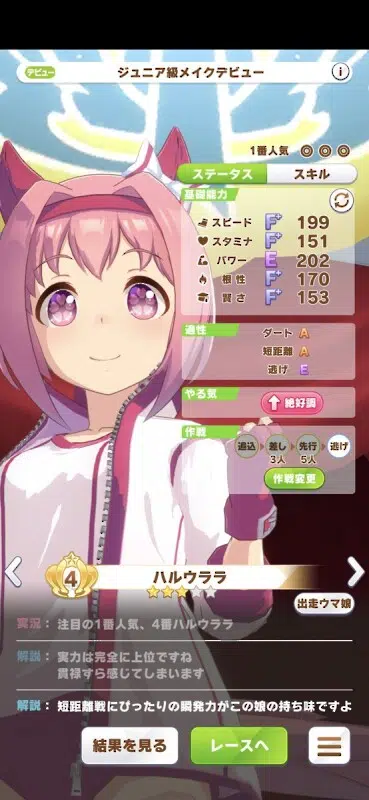 デビュー
ジュニア級メイクデビュー
i
1番人気 ◎ ◎ ◎
ステータス スキル
基礎能力
スピード F+ 199
スタミナ F+ 151
パワー E 202
根性 F+ 170
賢さ F+ 153
適性
ダート A
短距離 A
逃げ E
やる気
絶好調
作戦
追込 差し 先行 逃げ
3人 5人
作戦変更
4 ハルウララ
出走ウマ娘
実況： 注目の1番人気、4番ハルウララ
解説： 実力は完全に上位ですね
貫禄すら感じてしまいます
解説： 短距離戦にぴったりの瞬発力がこの娘の持ち味ですよ
結果を見る レースへ